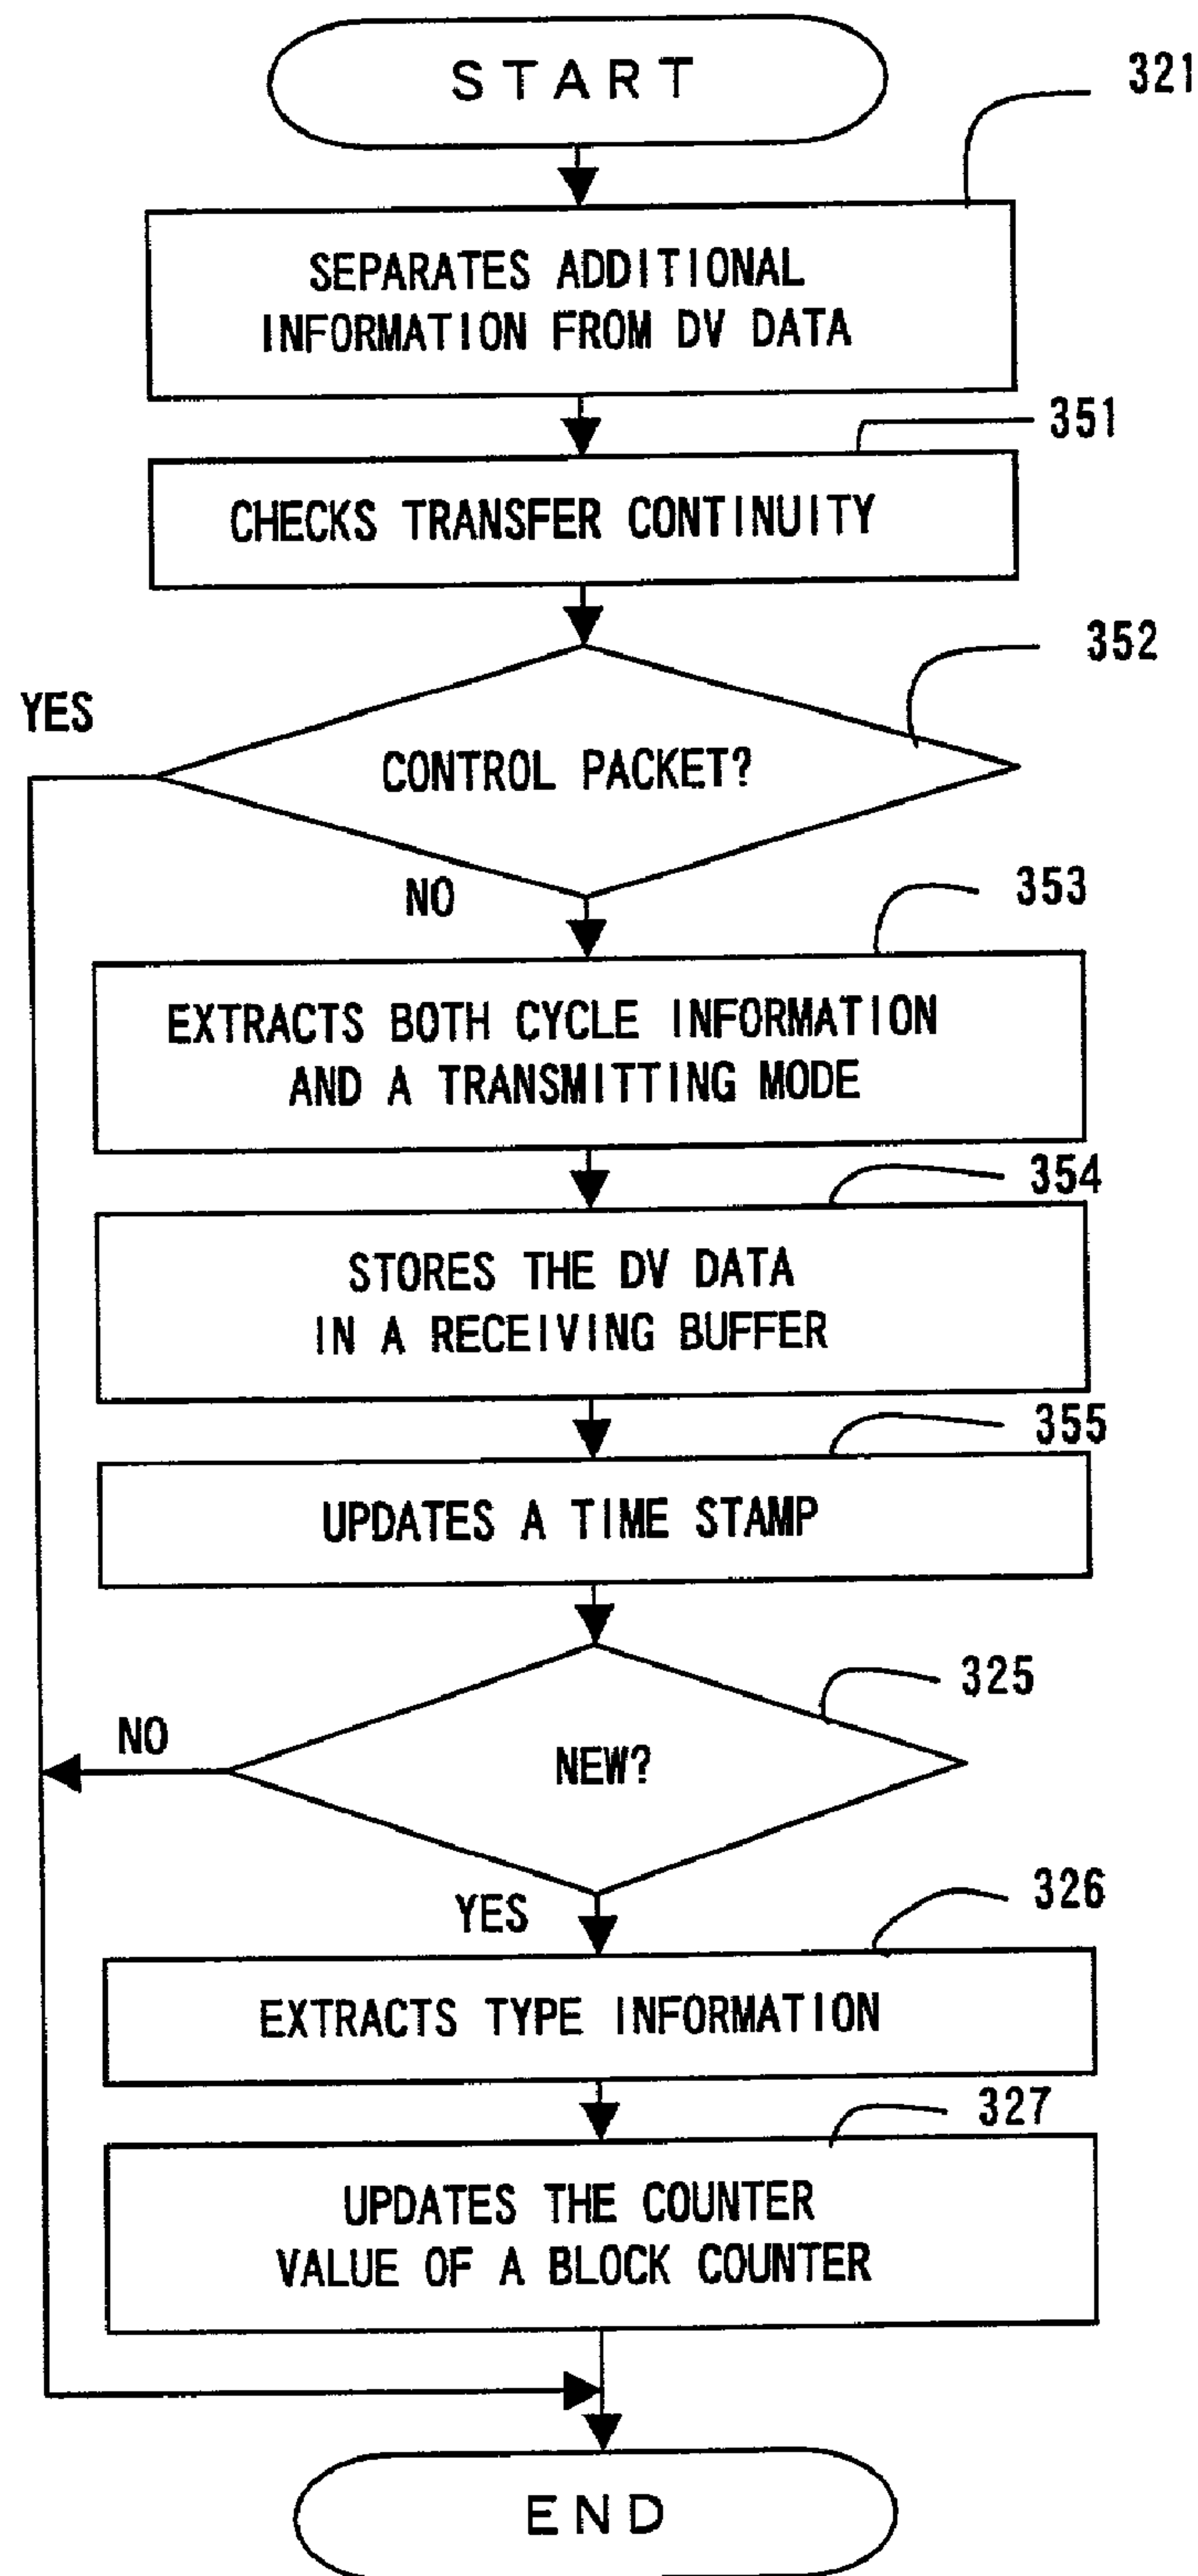 START
321
SEPARATES ADDITIONAL
INFORMATION FROM DV DATA
351
CHECKS TRANSFER CONTINUITY
352
YES
CONTROL PACKET?
NO
353
EXTRACTS BOTH CYCLE INFORMATION
AND A TRANSMITTING MODE
354
STORES THE DV DATA
IN A RECEIVING BUFFER
355
UPDATES A TIME STAMP
325
NO
NEW?
YES
326
EXTRACTS TYPE INFORMATION
327
UPDATES THE COUNTER
VALUE OF A BLOCK COUNTER
END